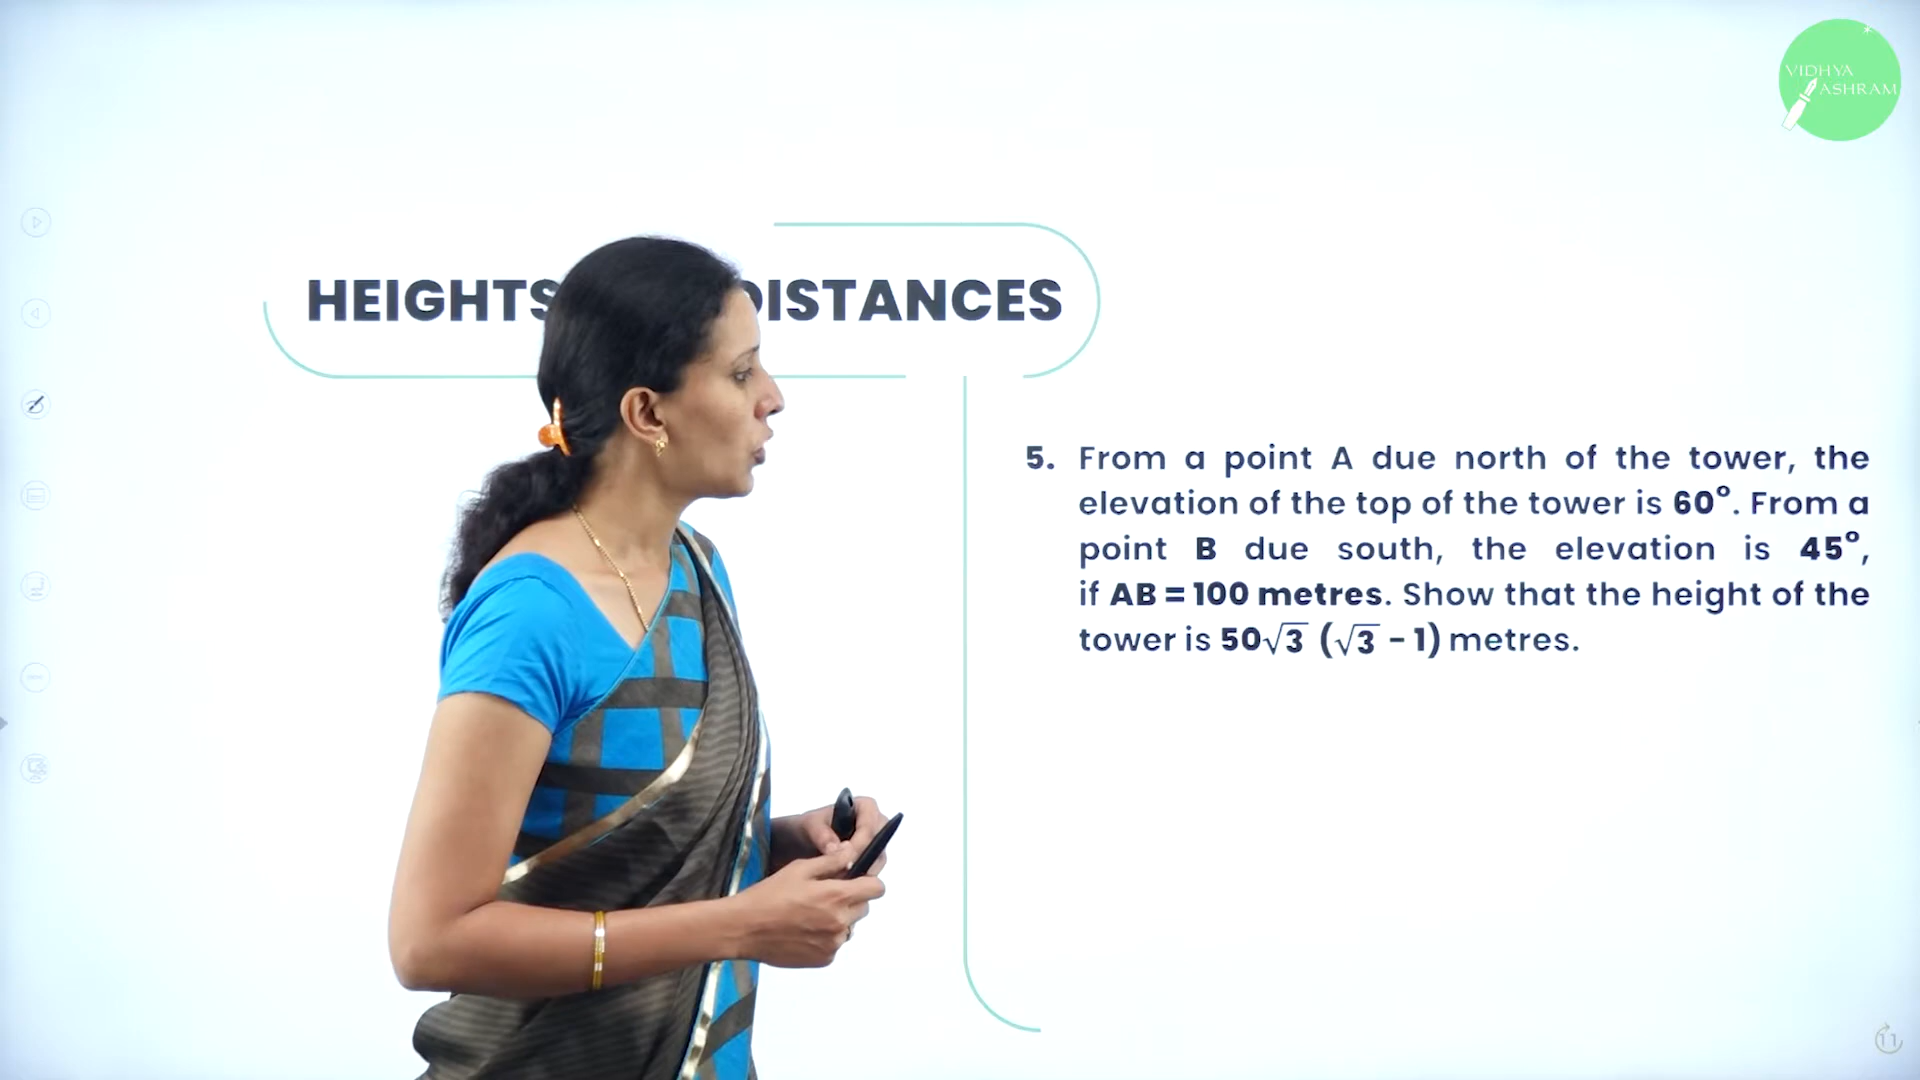 VIDHYA
ASHRAM
HEIGHTS DISTANCES
5. From a point A due north of the tower, the
elevation of the top of the tower is 60°. From a
point B due south, the elevation is 45°,
if AB = 100 metres. Show that the height of the
tower is 50√3 (√3 - 1) metres.
11